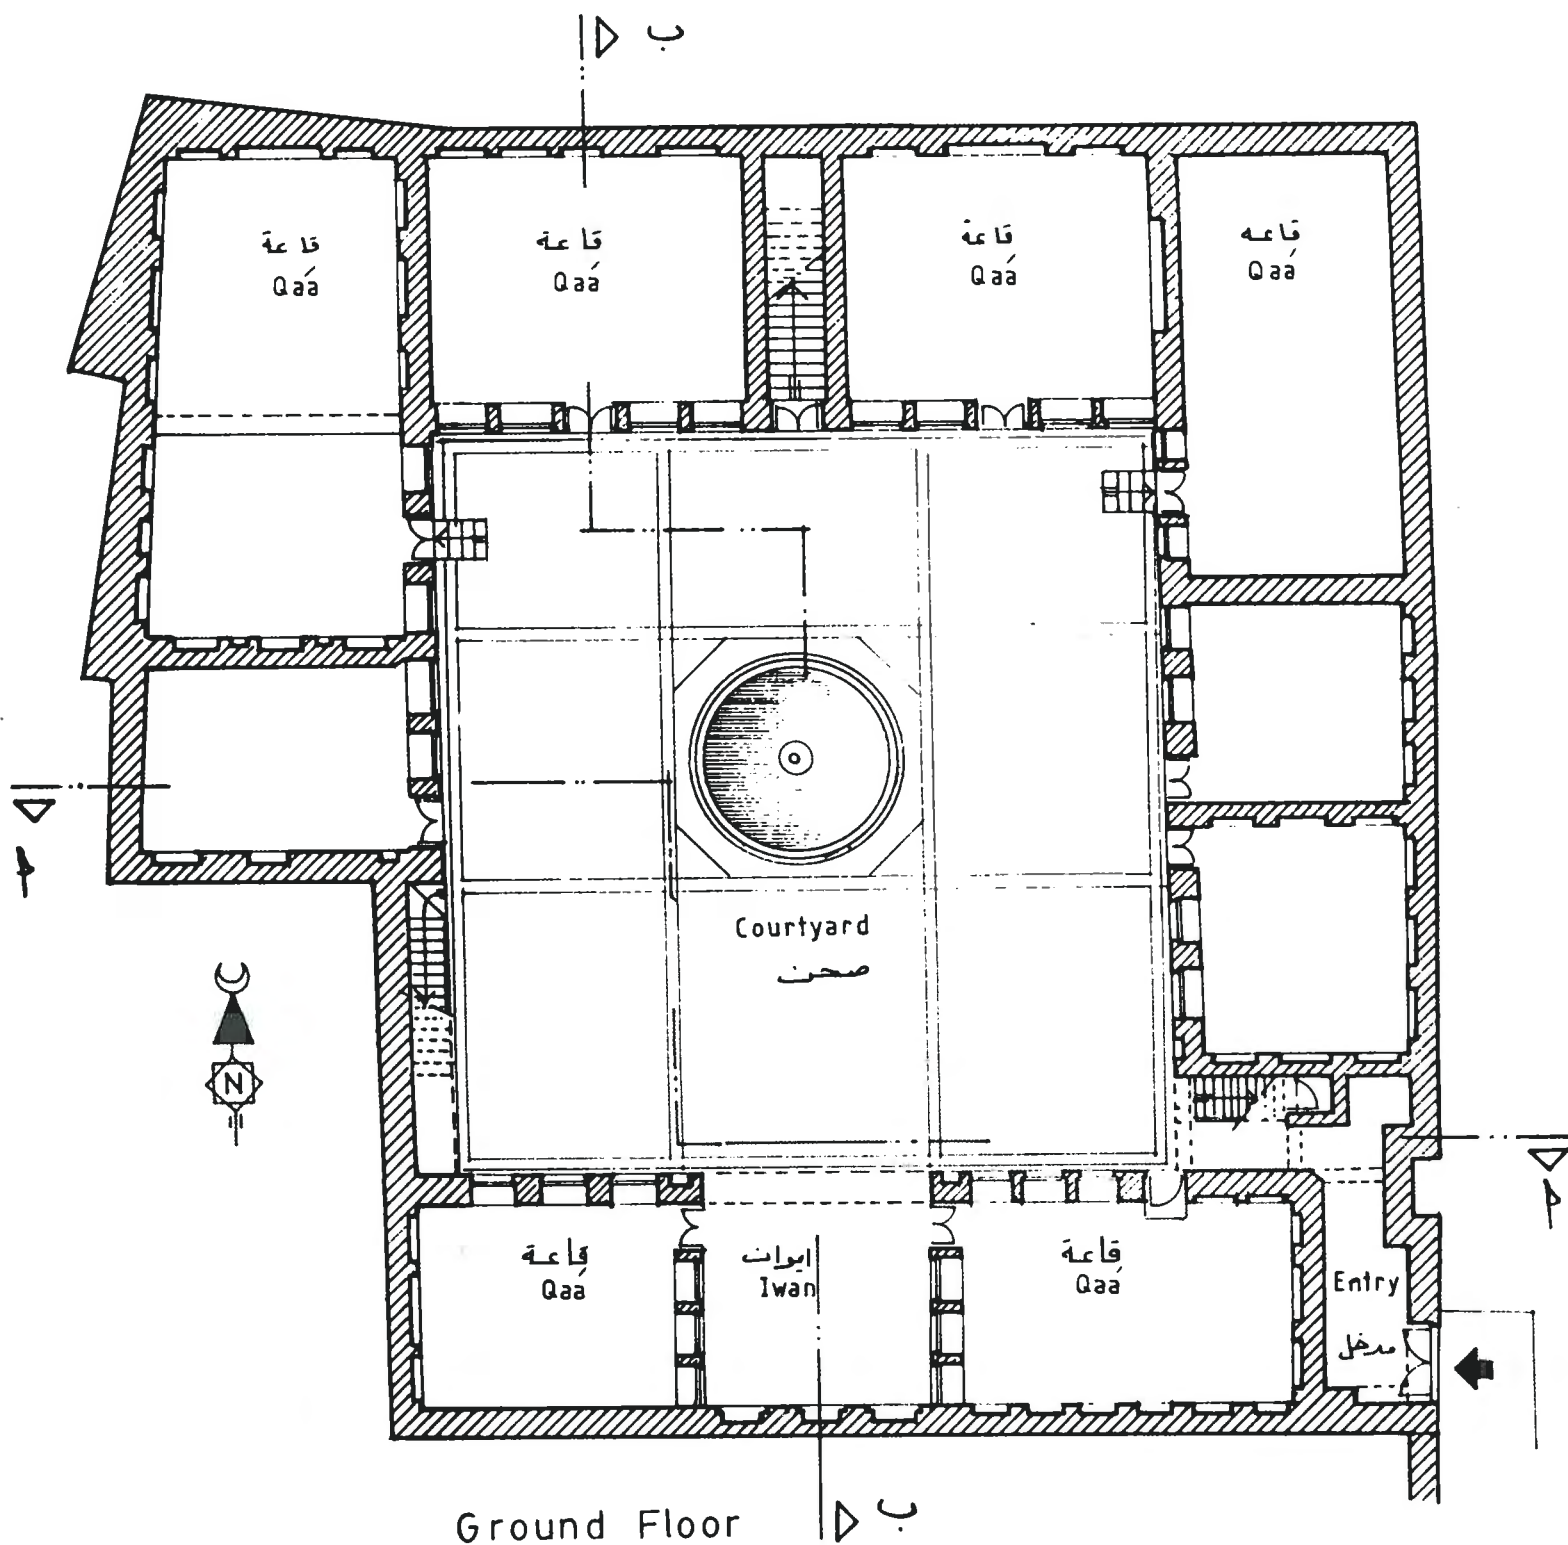 ب
قاعة
Qaá
قاعة
Qaá
قاعة
Qaá
قاعه
Qaá
Courtyard
صحن
أ
N
أ
قاعة
Qaá
ايوان
Iwan
قاعة
Qaá
Entry
مدخل
ب
Ground Floor